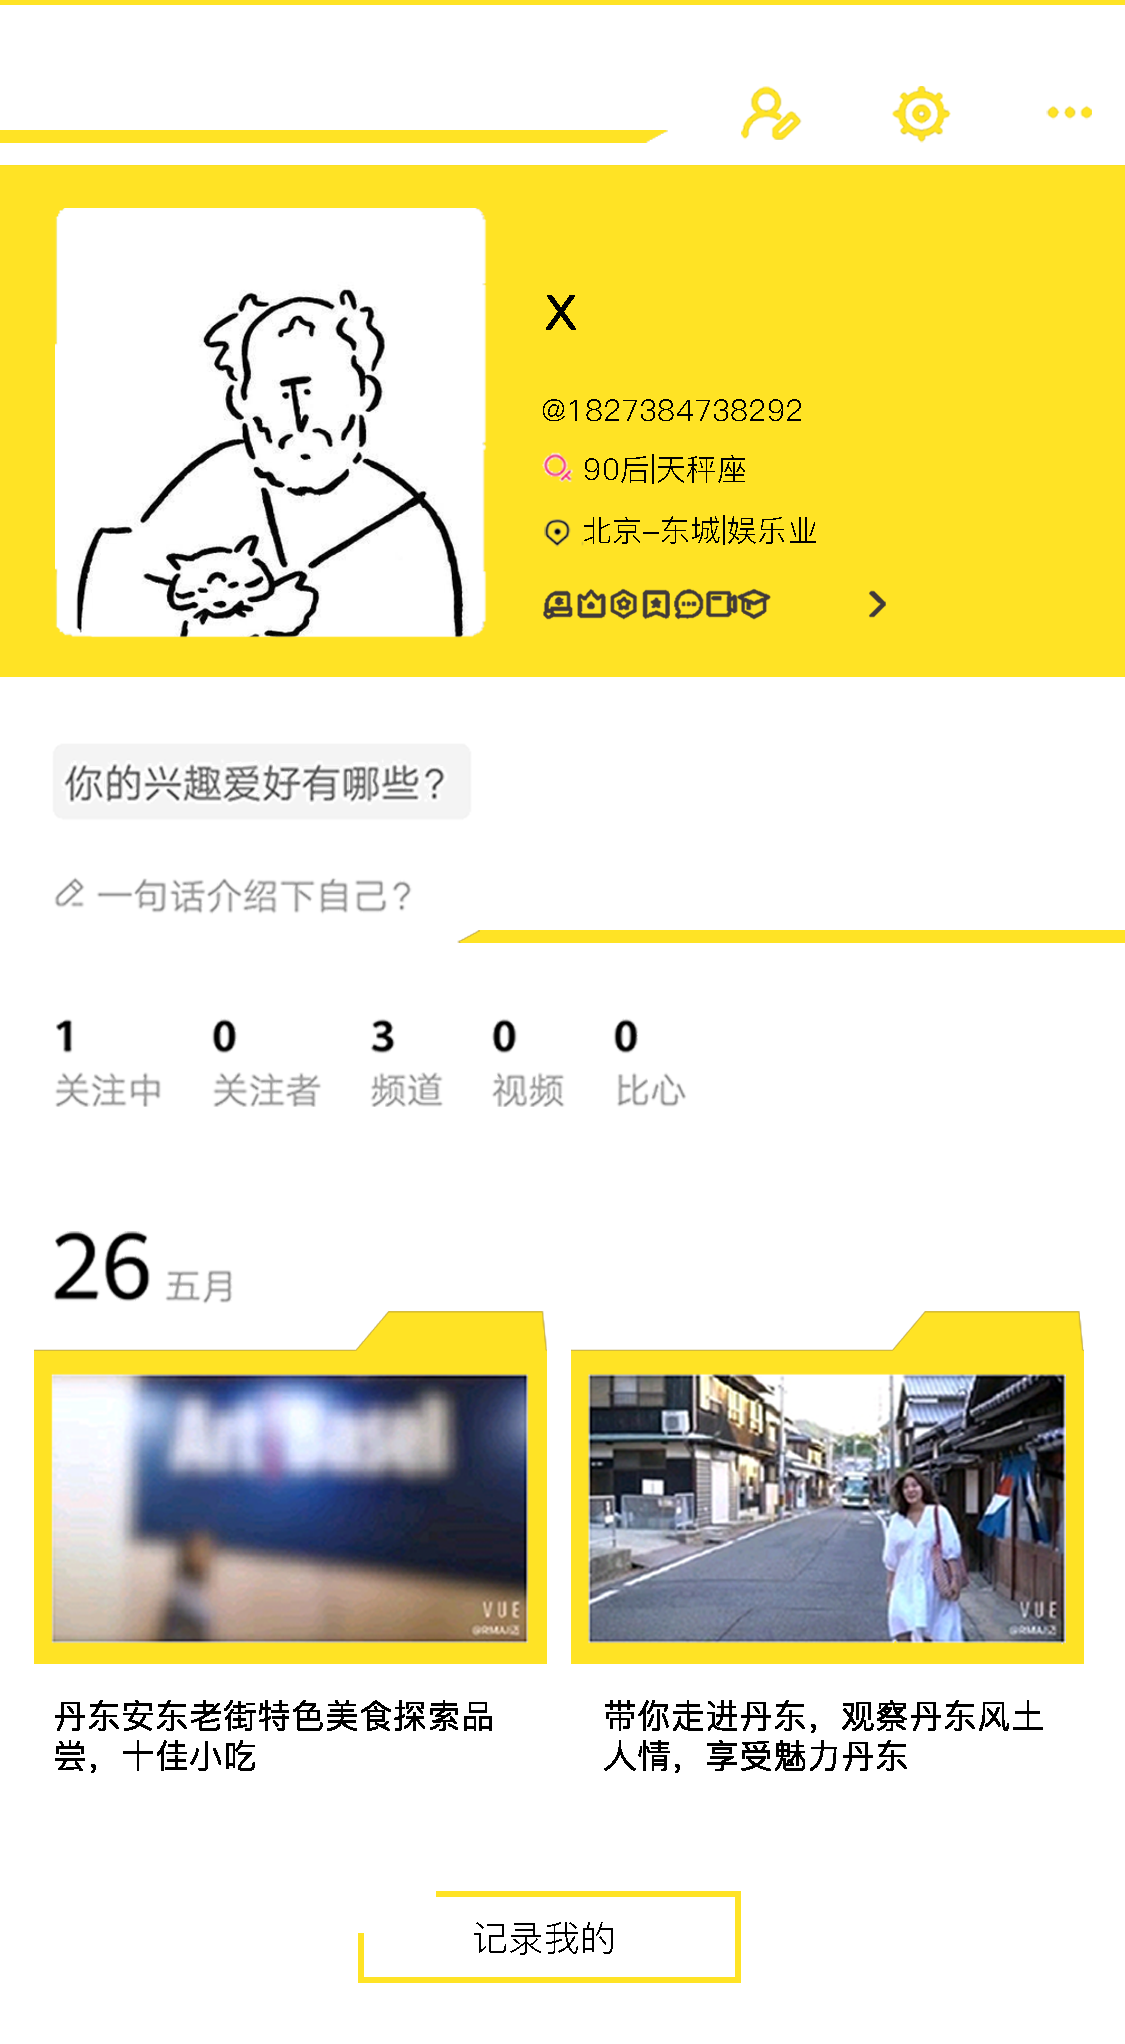 X
@1827384738292
90后|天秤座
北京-东城|娱乐业
你的兴趣爱好有哪些？
一句话介绍下自己？
1 0 3 0 0
关注中 关注者 频道 视频 比心
26 五月
Art Basel
VUE
VUE
丹东安东老街特色美食探索品
尝，十佳小吃
带你走进丹东，观察丹东风土
人情，享受魅力丹东
记录我的